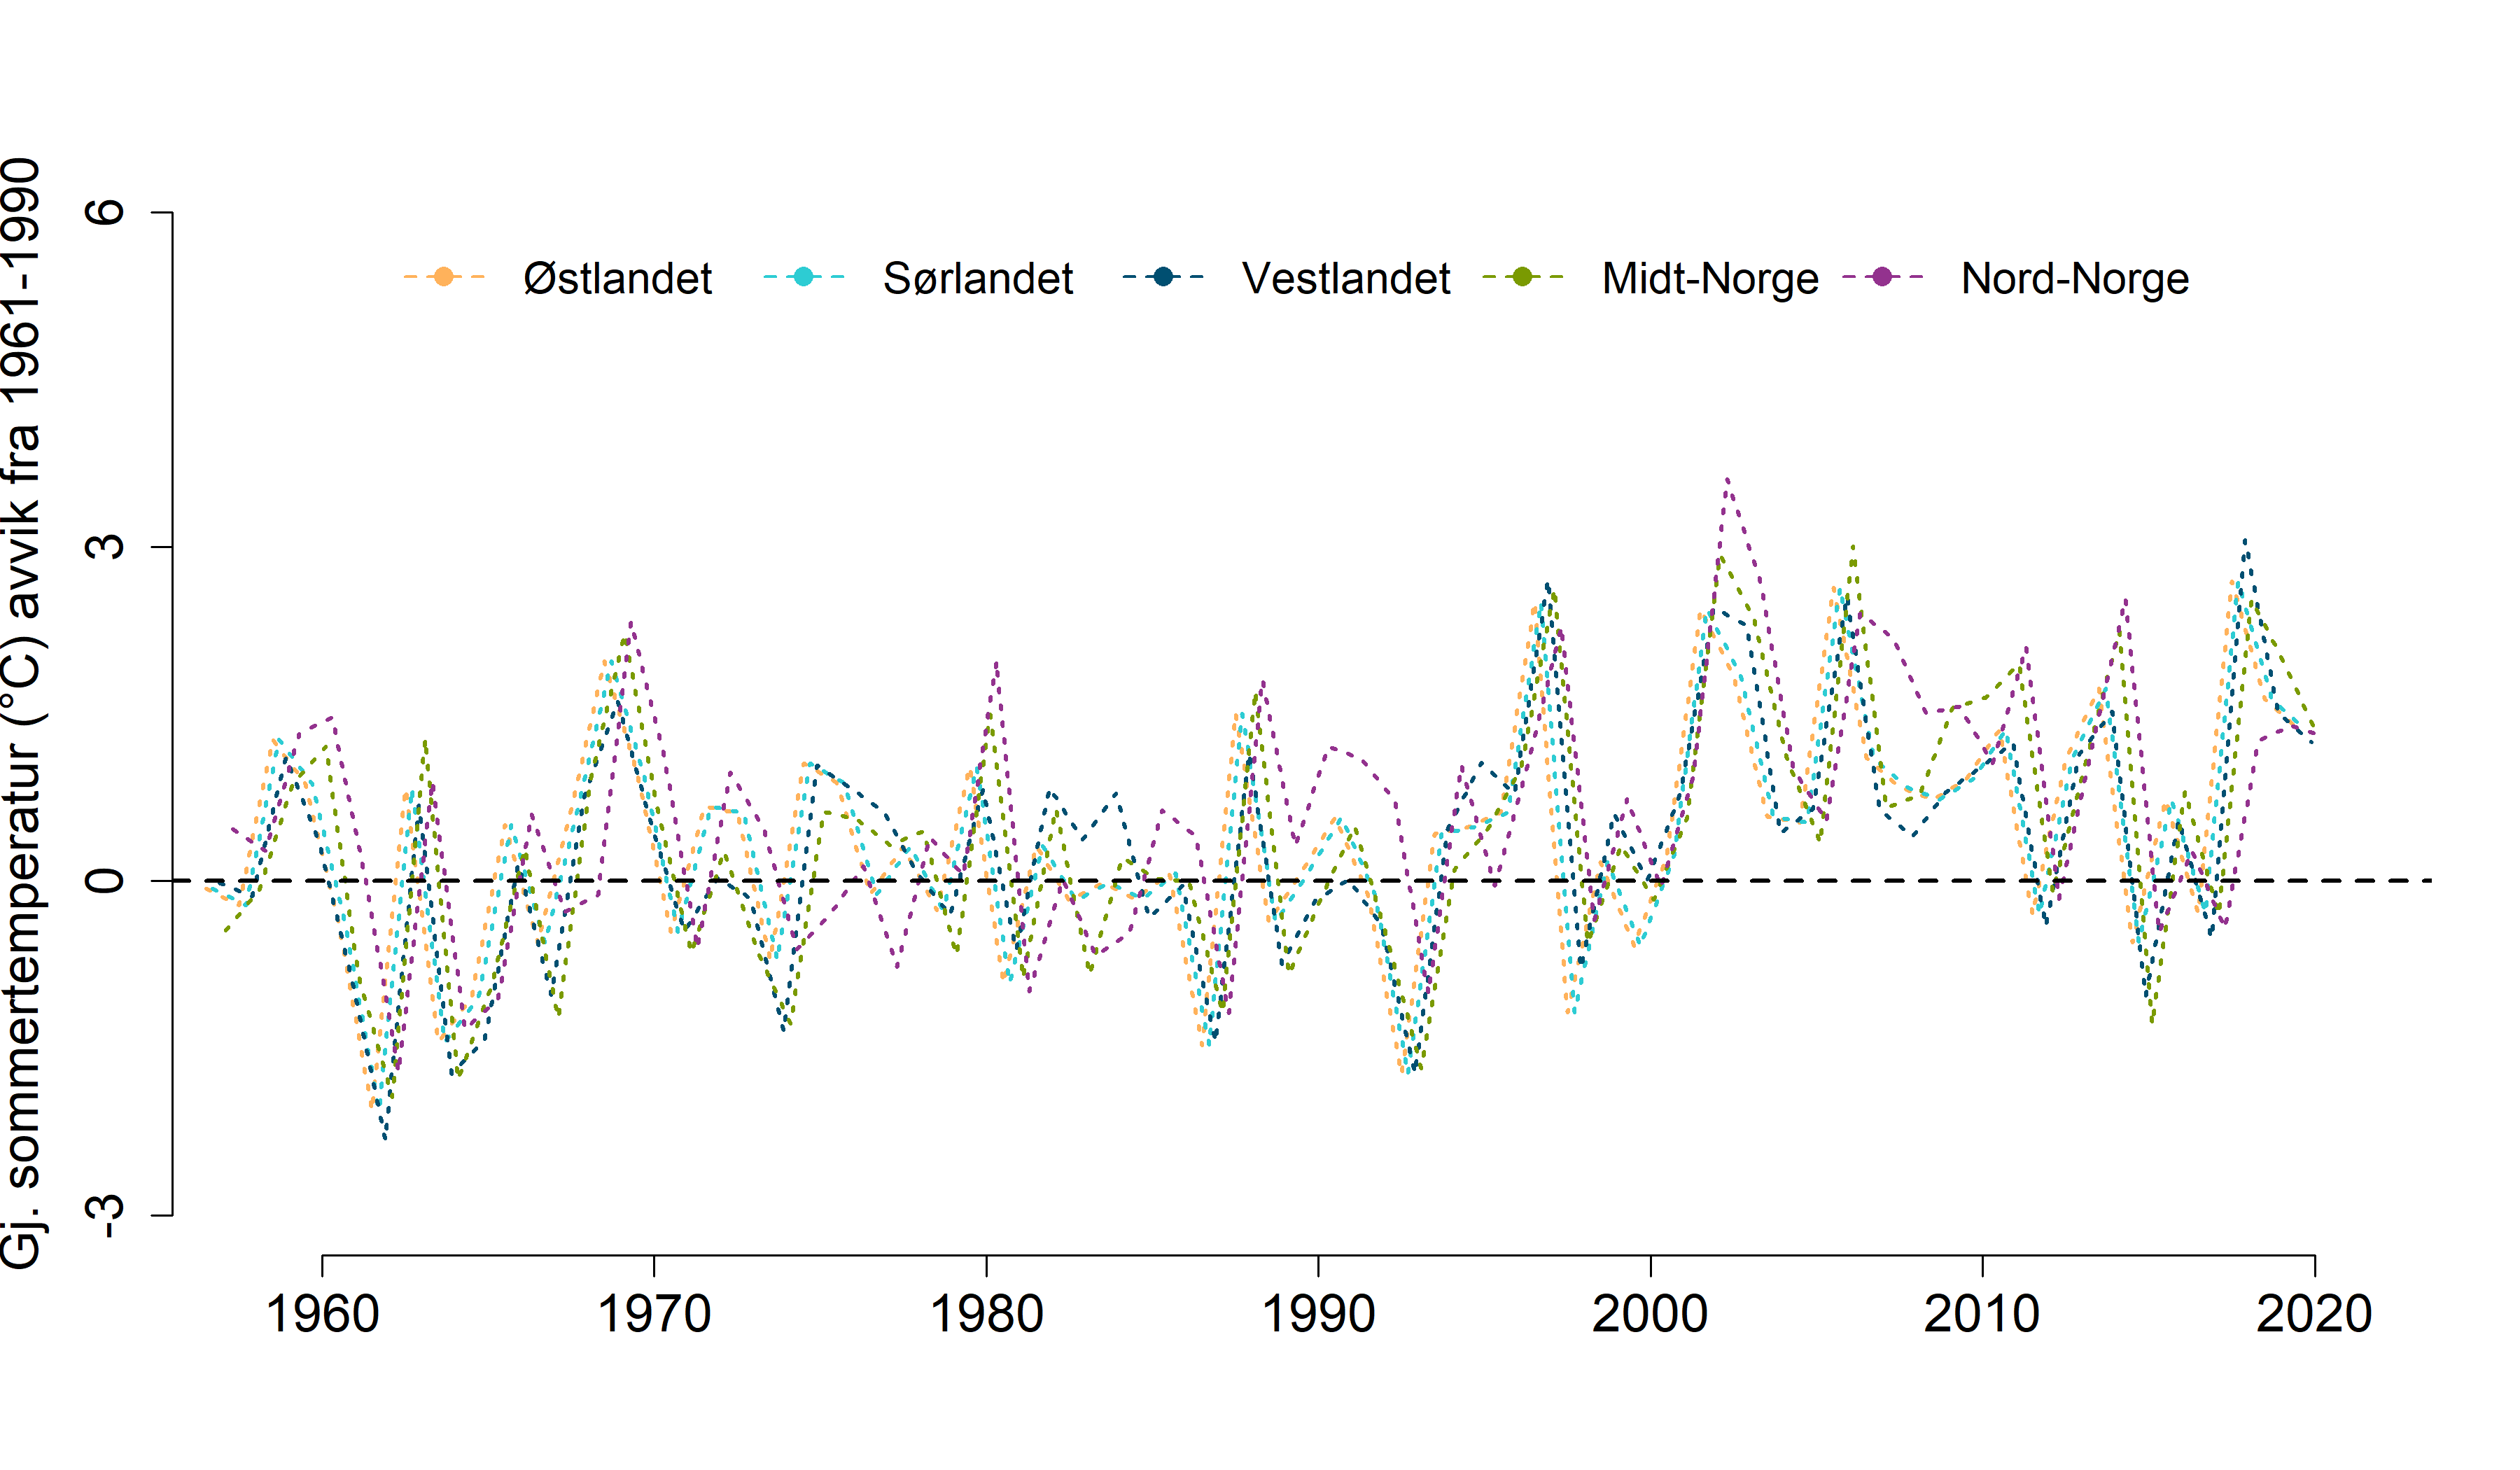 Gj. sommertemperatur (°C) avvik fra 1961-1990
6
3
0
-3
Østlandet Sørlandet Vestlandet Midt-Norge Nord-Norge
1960 1970 1980 1990 2000 2010 2020